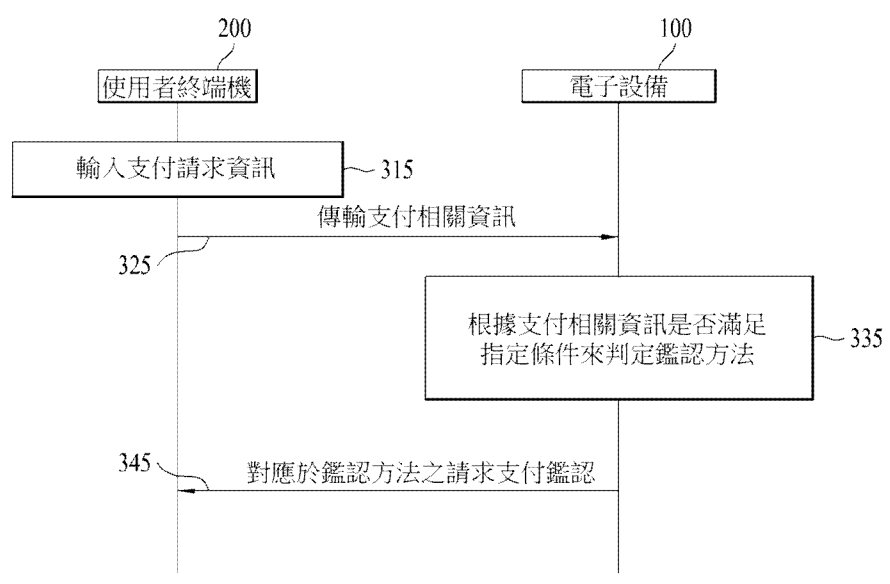 200
100
使用者終端機
電子設備
輸入支付請求資訊
315
傳輸支付相關資訊
325
根據支付相關資訊是否滿足
指定條件來判定鑑認方法
335
345
對應於鑑認方法之請求支付鑑認